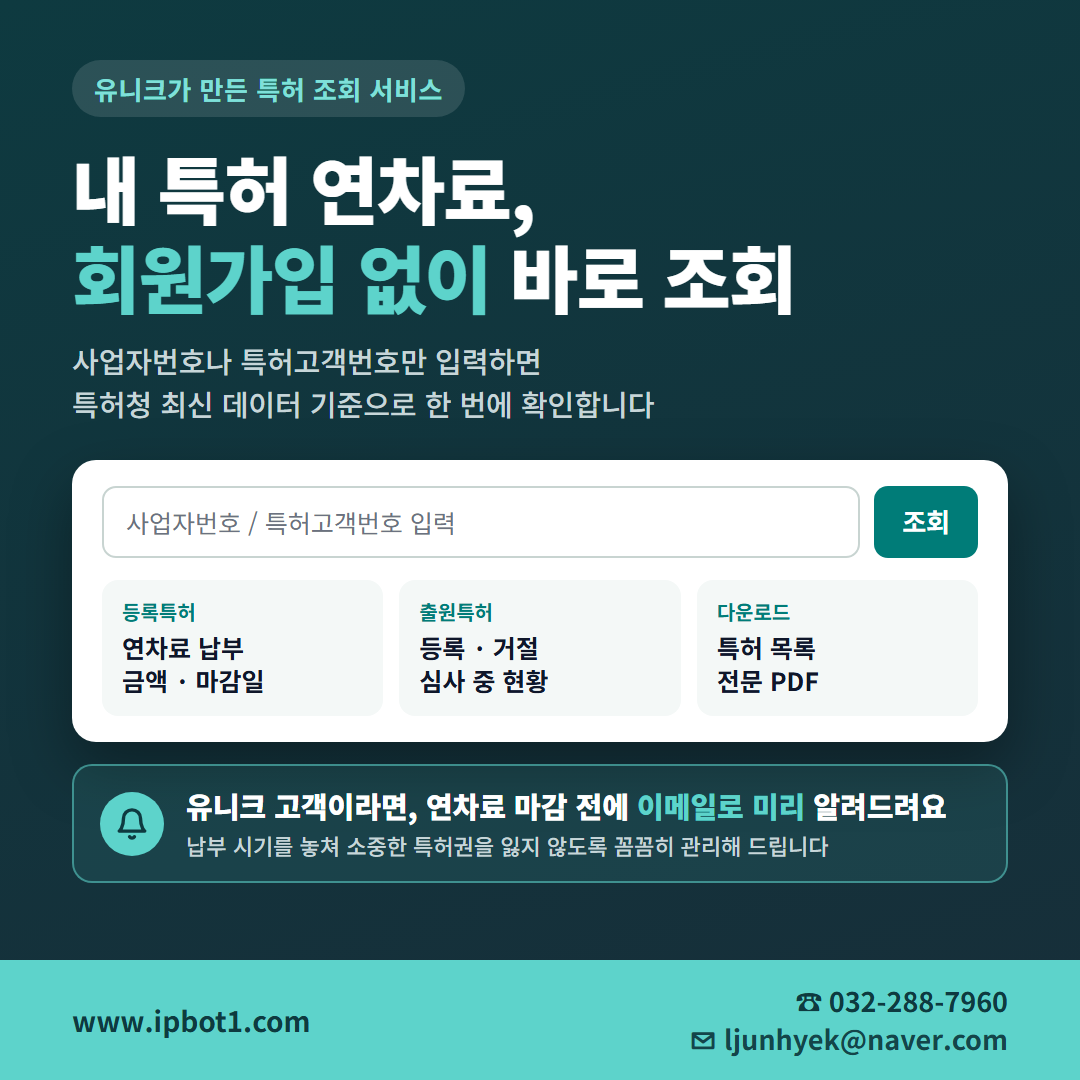 유니크가 만든 특허 조회 서비스
내 특허 연차료,
회원가입 없이 바로 조회
사업자번호나 특허고객번호만 입력하면
특허청 최신 데이터 기준으로 한 번에 확인합니다
사업자번호 / 특허고객번호 입력
조회
등록특허
연차료 납부
금액 · 마감일
출원특허
등록 · 거절
심사 중 현황
다운로드
특허 목록
전문 PDF
유니크 고객이라면, 연차료 마감 전에 이메일로 미리 알려드려요
납부 시기를 놓쳐 소중한 특허권을 잃지 않도록 꼼꼼히 관리해 드립니다
www.ipbot1.com
☎ 032-288-7960
✉ ljunhyek@naver.com